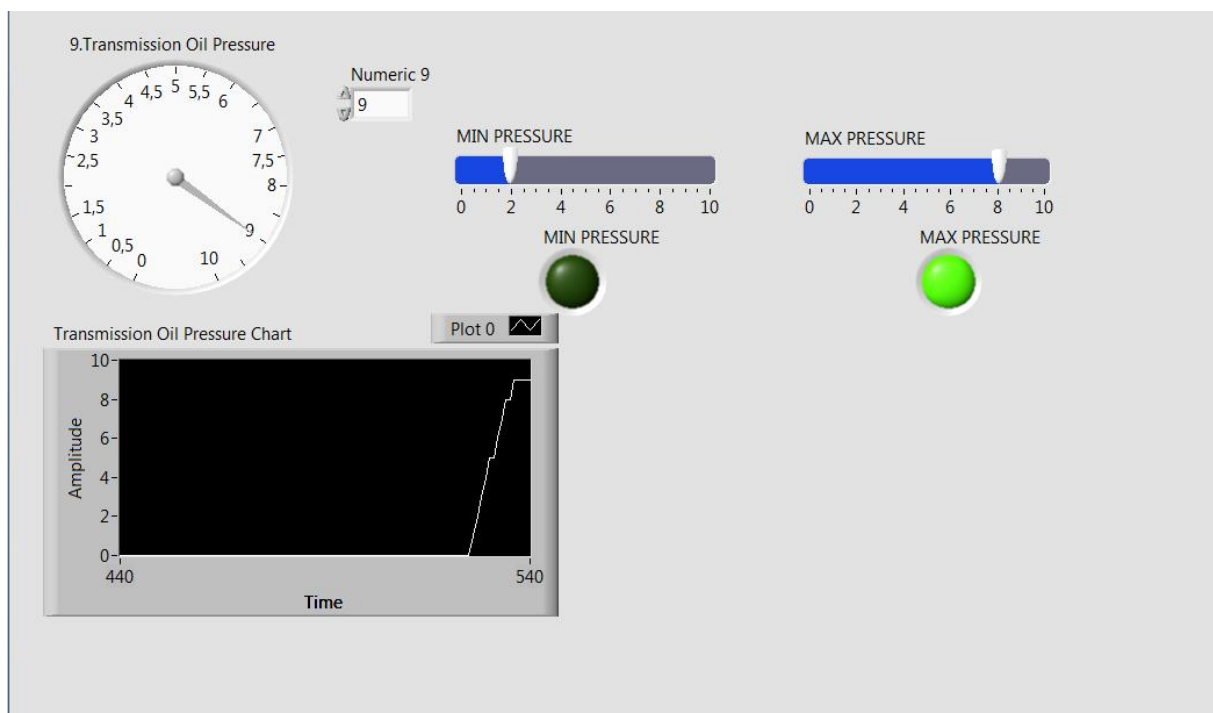 9.Transmission Oil Pressure
0
0,5
1
1,5
2,5
3
3,5
4
4,5
5
5,5
6
7
7,5
8
9
10
Numeric 9
9
MIN PRESSURE
0 2 4 6 8 10
MAX PRESSURE
0 2 4 6 8 10
MIN PRESSURE
MAX PRESSURE
Transmission Oil Pressure Chart
Plot 0
10
8
6
4
2
0
Amplitude
440 540
Time